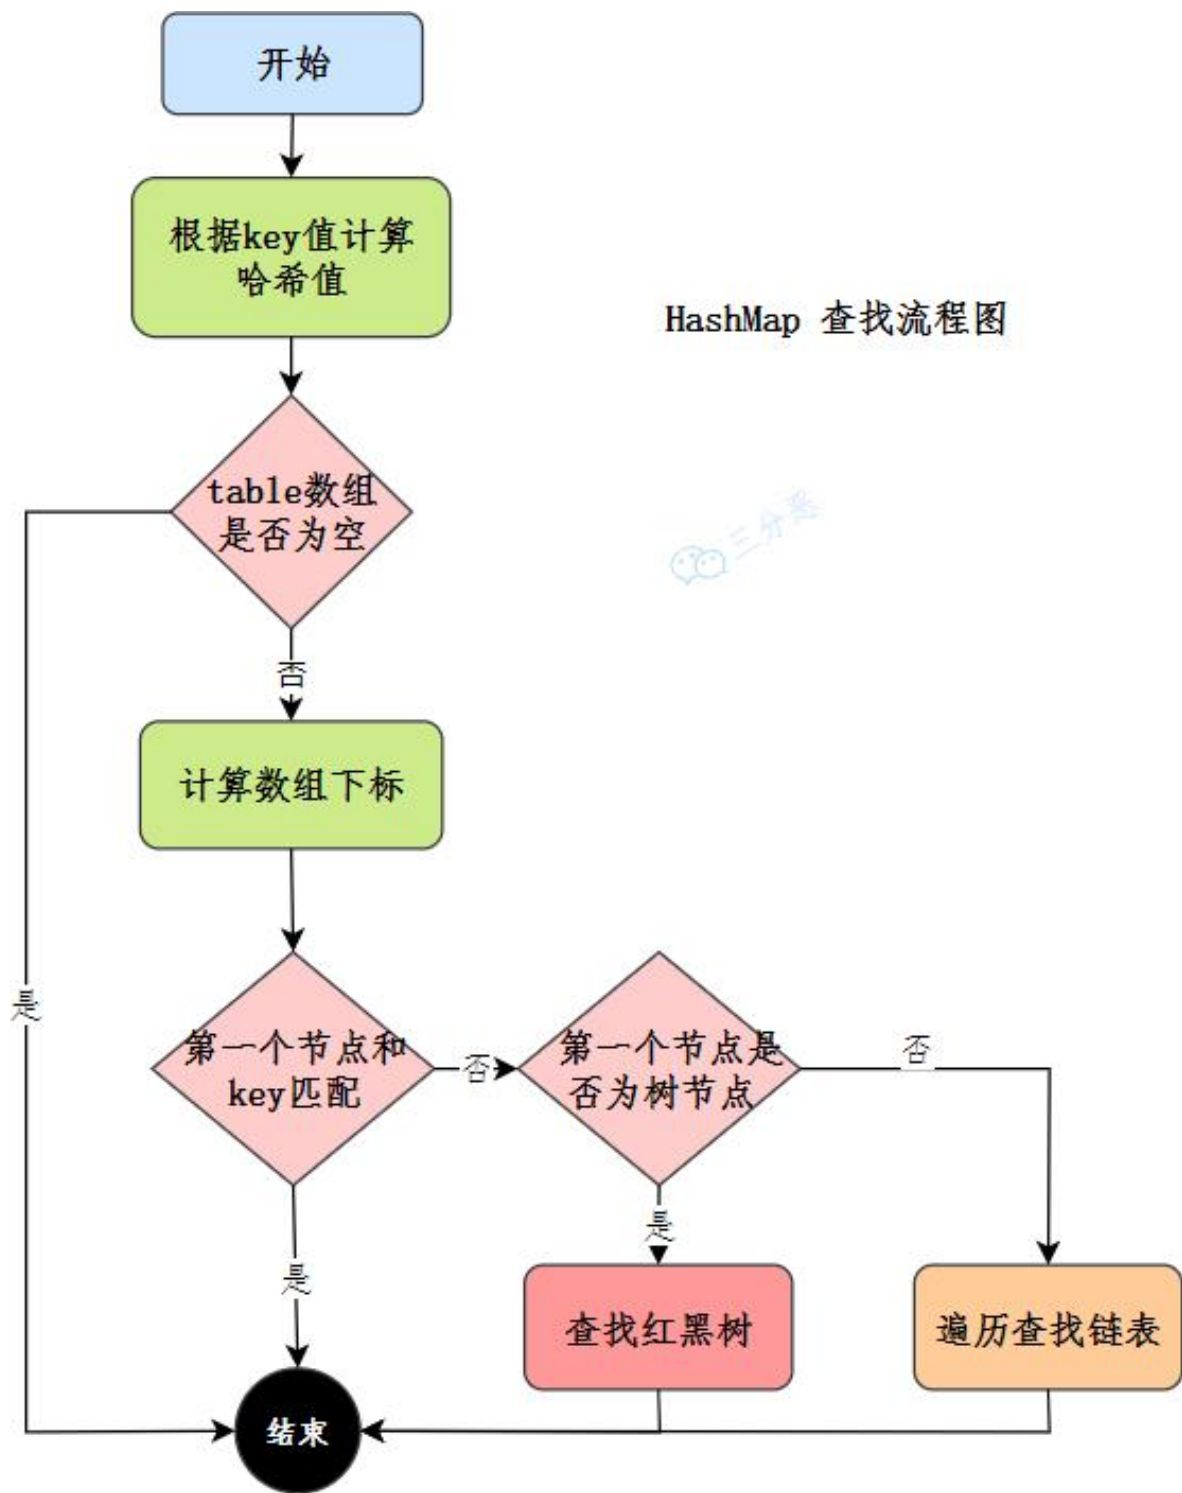 开始
根据key值计算
哈希值
HashMap 查找流程图
table数组
是否为空
三分恶
否
计算数组下标
是
第一个节点和
key匹配
否
第一个节点是
否为树节点
否
是
是
查找红黑树
遍历查找链表
结束